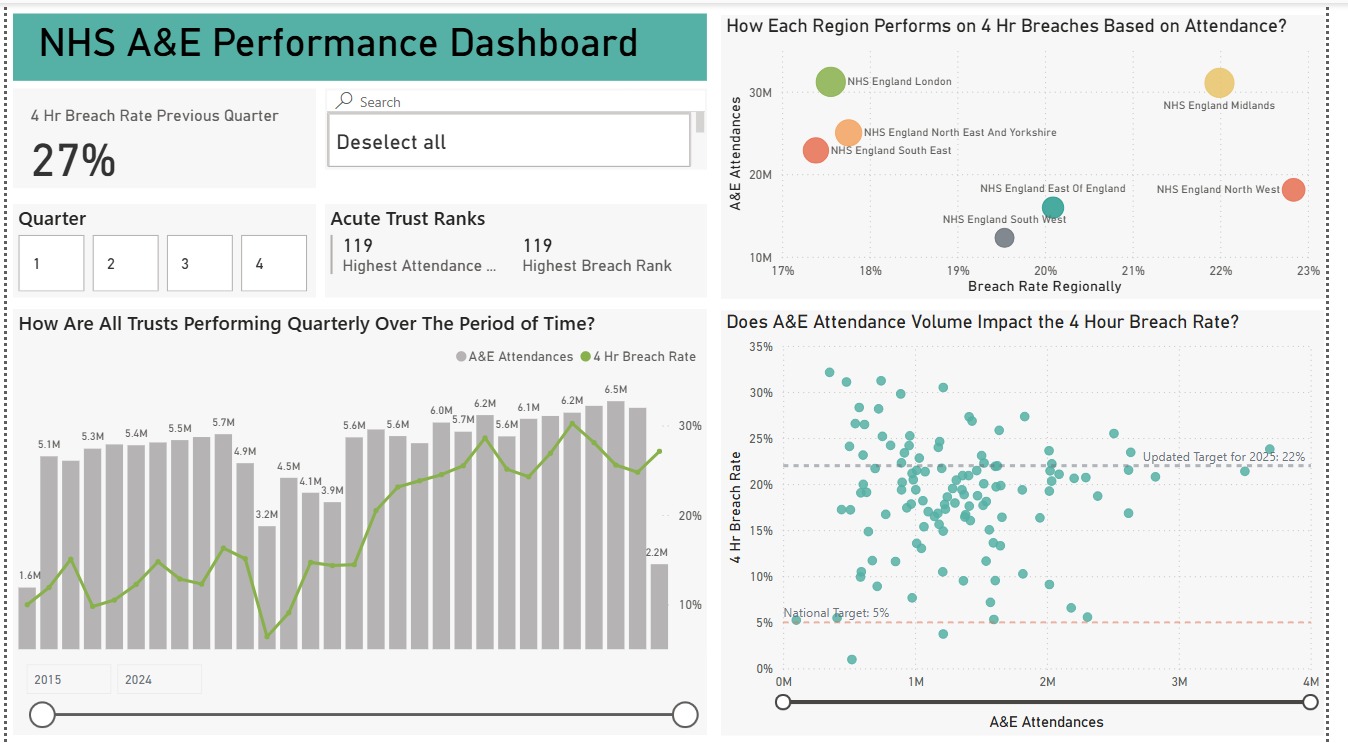 NHS A&E Performance Dashboard
4 Hr Breach Rate Previous Quarter
27%
Search
Deselect all
Quarter
1
2
3
4
Acute Trust Ranks
119
Highest Attendance ...
119
Highest Breach Rank
How Are All Trusts Performing Quarterly Over The Period of Time?
A&E Attendances
4 Hr Breach Rate
1.6M
5.1M
5.3M
5.4M
5.5M
5.7M
4.9M
3.2M
4.5M
4.1M
3.9M
5.6M
5.6M
6.0M
5.7M
6.2M
5.6M
6.1M
6.2M
6.5M
2.2M
30%
20%
10%
2015
2024
How Each Region Performs on 4 Hr Breaches Based on Attendance?
A&E Attendances
30M
20M
10M
NHS England London
NHS England Midlands
NHS England North East And Yorkshire
NHS England South East
NHS England East Of England
NHS England North West
NHS England South West
17%
18%
19%
20%
21%
22%
23%
Breach Rate Regionally
Does A&E Attendance Volume Impact the 4 Hour Breach Rate?
4 Hr Breach Rate
35%
30%
25%
20%
15%
10%
5%
0%
Updated Target for 2025: 22%
National Target: 5%
0M
1M
2M
3M
4M
A&E Attendances